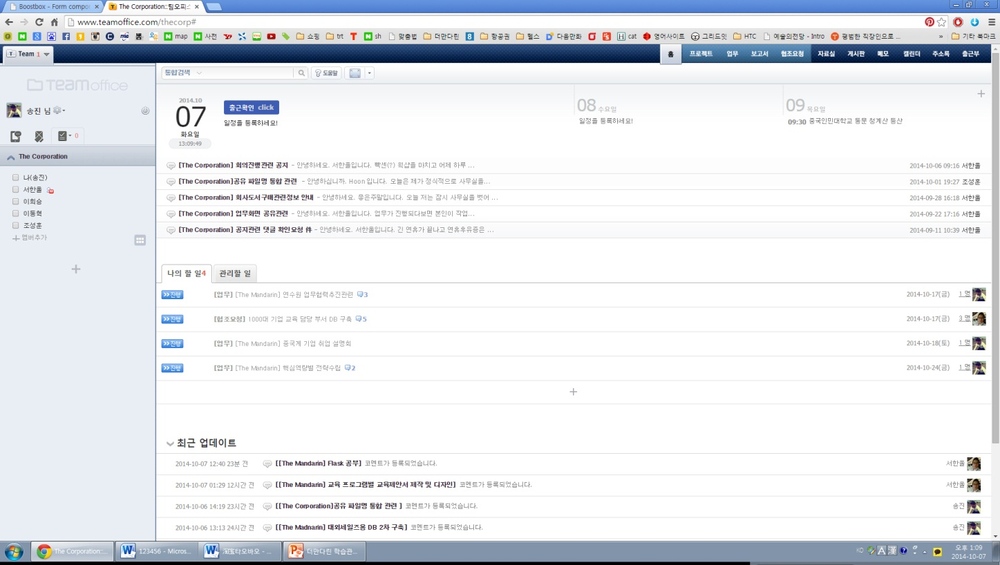 Boostbox - Form compo
The Corporation::팀오피스
www.teamoffice.com/thecorp#
map 사전 쇼핑 trt sh 맞춤법 더만다린 항공권 헬스 다음만화 cat 영어사이트 그리드잇 HTC 예술의전당 - Intro 평범한 직장인으로 ... » 기타 북마크
Team 1 홈 프로젝트 업무 보고서 협조요청 자료실 게시판 메모 캘린더 주소록 출근부
통합검색 도움말
TEAMoffice
송진 님
0
The Corporation
나(송진)
서한울
이희승
이동혁
조성훈
멤버추가
2014.10
07
화요일
13:09:49
출근확인 click
일정을 등록하세요!
08 수요일
일정을 등록하세요!
09 목요일
09:30 중국인민대학교 동문 청계산 등산
[The Corporation] 회의진행관련 공지 - 안녕하세요. 서한울입니다. 빡센(?) 웍샵을 마치고 어제 하루 ... 2014-10-06 09:16 서한울
[The Corporation]공유 파일명 통합 관련 - 안녕하십니까. Hoon 입니다. 오늘은 제가 정식적으로 사무실을... 2014-10-01 19:27 조성훈
[The Corporation] 회사도서구매관련정보 안내 - 안녕하세요. 좋은주말입니다. 오늘 저는 잠시 사무실를 벗어 ... 2014-09-28 16:18 서한울
[The Corporation] 업무화면 공유관련 - 안녕하세요. 서한울입니다. 업무가 진행되다보면 본인이 작업... 2014-09-22 17:16 서한울
[The Corporation] 공지관련 댓글 확인요청 件 - 안녕하세요. 서한울입니다. 긴 연휴가 끝나고 연휴후유증은 ... 2014-09-11 10:39 서한울
나의 할 일4 관리할 일
진행 [업무] [The Mandarin] 연수원 업무협력추진관련 3 2014-10-17(금) 1 명
진행 [협조요청] 1000대 기업 교육 담당 부서 DB 구축 5 2014-10-17(금) 3 명
진행 [업무] [The Mandarin] 중국계 기업 취업 설명회 2014-10-18(토) 1 명
진행 [업무] [The Mandarin] 핵심역량별 전략수립 2 2014-10-24(금) 1 명
최근 업데이트
2014-10-07 12:40 23분 전 [[The Mandarin] Flask 공부] 코멘트가 등록되었습니다. 서한울
2014-10-07 01:29 12시간 전 [[The Mandarin] 교육 프로그램별 교육제안서 제작 및 디자인] 코멘트가 등록되었습니다. 서한울
2014-10-06 14:19 23시간 전 [[The Corporation]공유 파일명 통합 관련 ] 코멘트가 등록되었습니다. 송진
2014-10-06 13:13 24시간 전 [[The Madnarin] 대외세일즈용 DB 2차 구축] 코멘트가 등록되었습니다. 송진
The Corporation::... 123456 - Micros... 淘宝타오바오 - ... 더만다린 학습관... KO A 漢 오후 1:09
2014-10-07